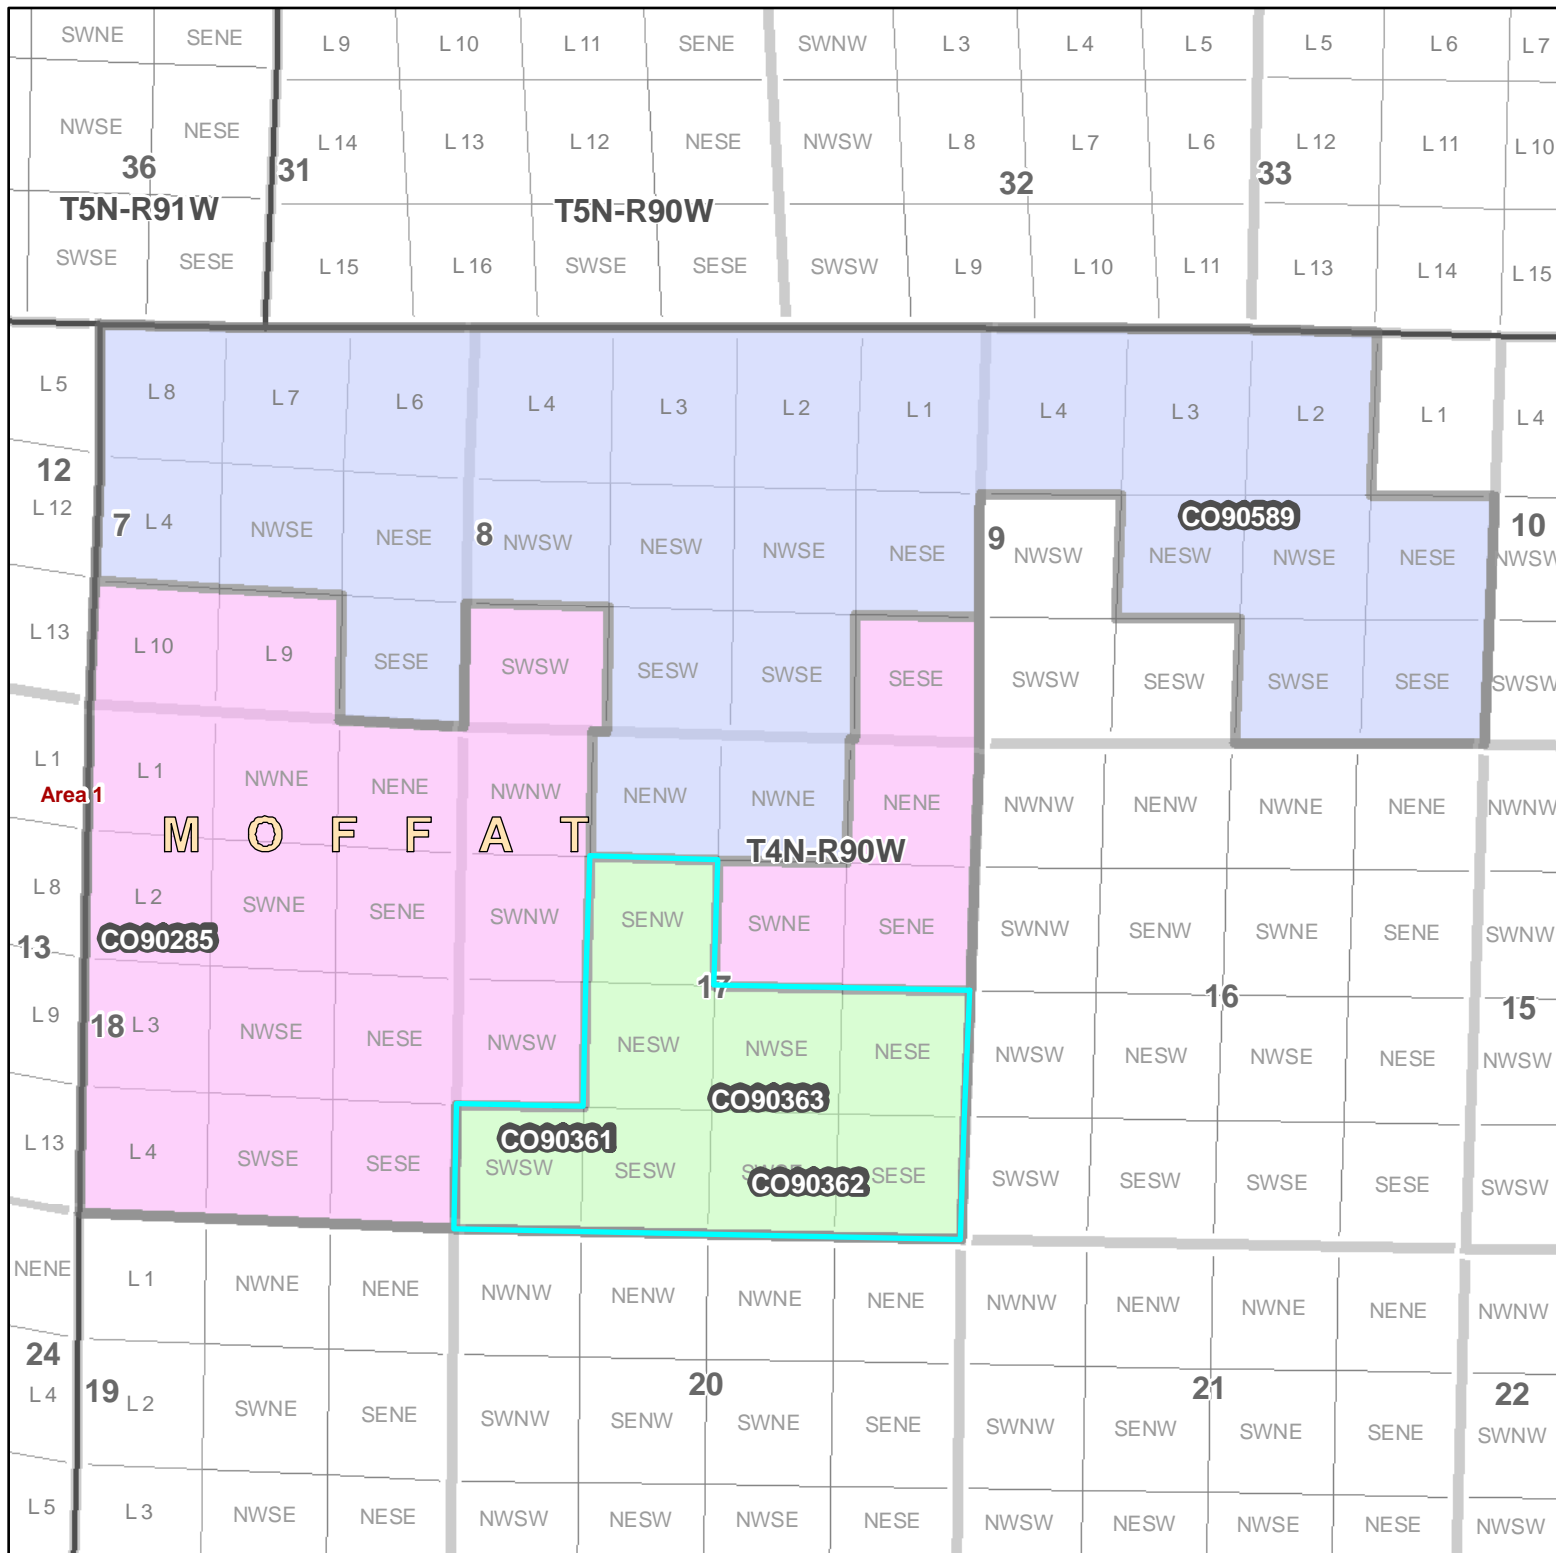 SWNE SENE L 9 L 10 L 11 SENE SWNW L 3 L 4 L 5 L 5 L 6 L 7
NWSE NESE L 14 L 13 L 12 NESE NWSW L 8 L 7 L 6 L 12 L 11 L 10
36 31 32 33
T5N-R91W T5N-R90W
SWSE SESE L 15 L 16 SWSE SESE SWSW L 9 L 10 L 11 L 13 L 14 L 15
L 5 L 8 L 7 L 6 L 4 L 3 L 2 L 1 L 4 L 3 L 2 L 1 L 4
12
L 12 7 L 4 NWSE NESE 8 NWSW NESW NWSE NESE 9 NWSW NESW NWSE NESE 10 NWSW
CO90589
L 13 L 10 L 9 SESE SWSW SESW SWSE SESE SWSW SESW SWSE SESE SWSW
L 1 L 1 NWNE NENE NWNW NENW NWNE NENE NWNW NENW NWNE NENE NWNW
Area 1
M O F F A T
T4N-R90W
L 8 L 2 SWNE SENE SWNW SENW SWNE SENE SWNW SENW SWNE SENE SWNW
CO90285
13
17 16 15
L 9 18 L 3 NWSE NESE NWSW NESW NWSE NESE NWSW NESW NWSE NESE NWSW
CO90363
CO90361
L 13 L 4 SWSE SESE SWSW SESW SESE SWSW SESW SWSE SESE SWSW
CO90362
NENE L 1 NWNE NENE NWNW NENW NWNE NENE NWNW NENW NWNE NENE NWNW
24
19 20 21 22
L 4 L 2 SWNE SENE SWNW SENW SWNE SENE SWNW SENW SWNE SENE SWNW
L 5 L 3 NWSE NESE NWSW NESW NWSE NESE NWSW NESW NWSE NESE NWSW